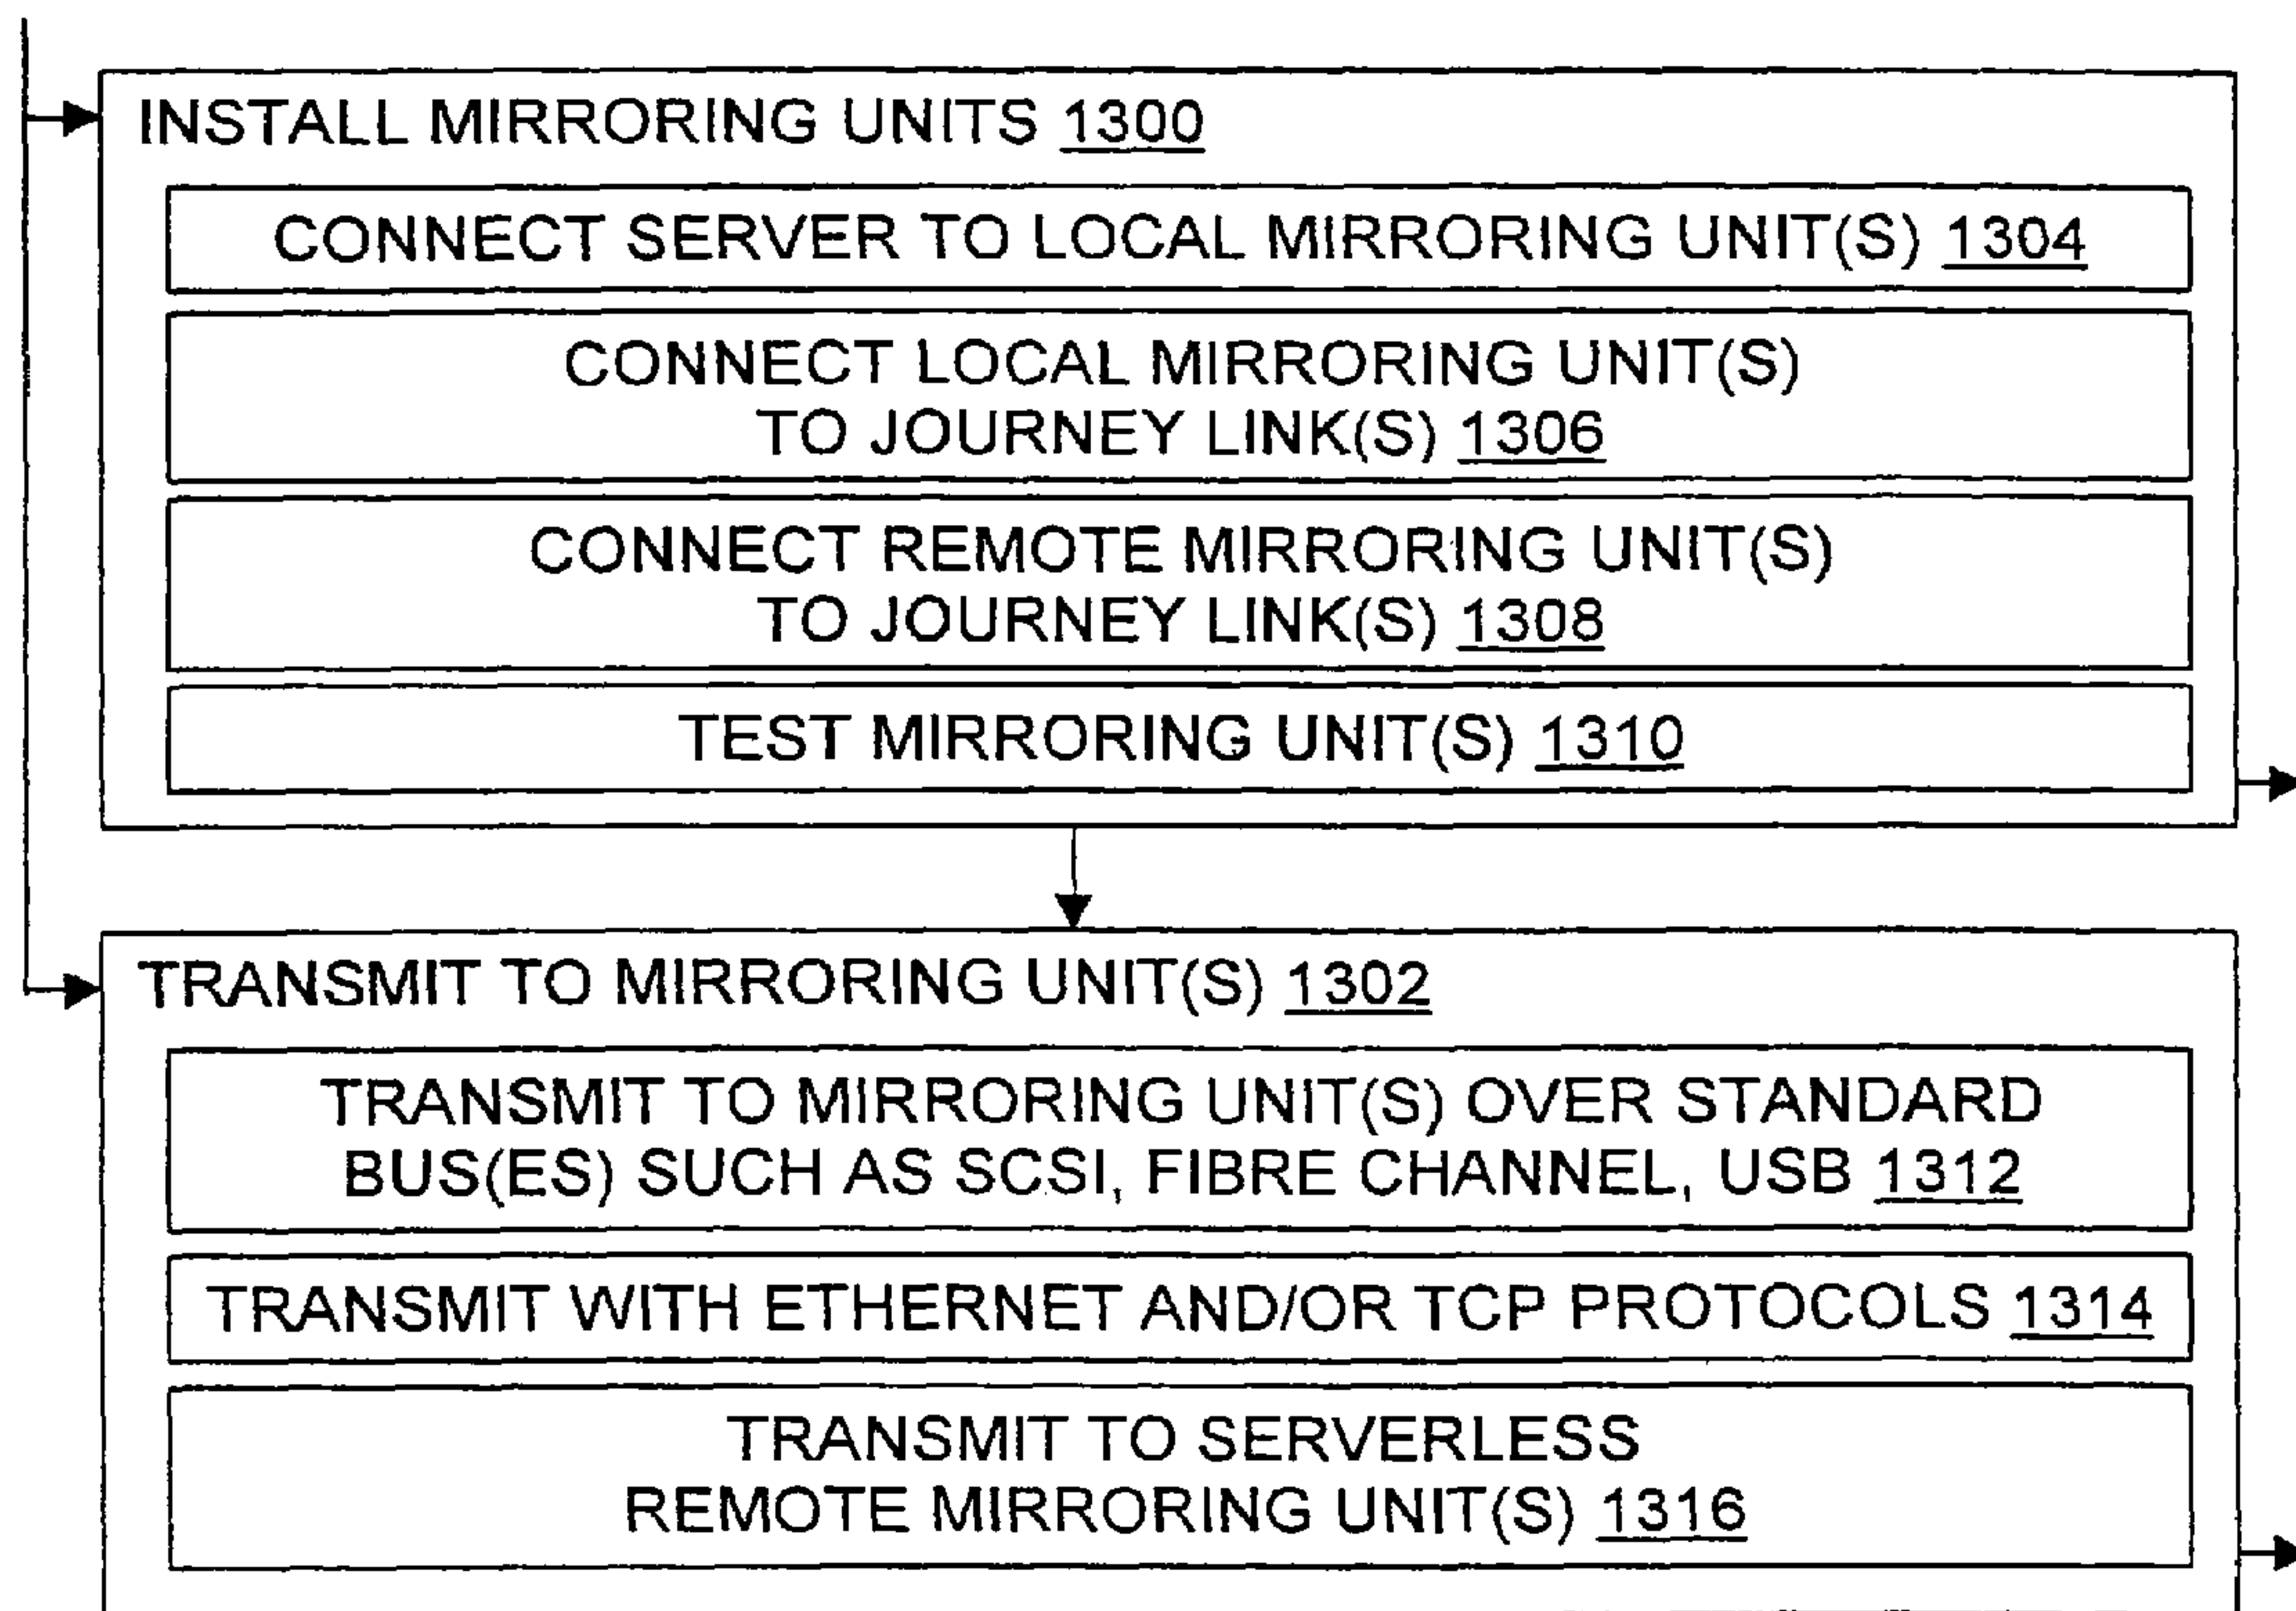 INSTALL MIRRORING UNITS 1300
CONNECT SERVER TO LOCAL MIRRORING UNIT(S) 1304
CONNECT LOCAL MIRRORING UNIT(S)
TO JOURNEY LINK(S) 1306
CONNECT REMOTE MIRRORING UNIT(S)
TO JOURNEY LINK(S) 1308
TEST MIRRORING UNIT(S) 1310
TRANSMIT TO MIRRORING UNIT(S) 1302
TRANSMIT TO MIRRORING UNIT(S) OVER STANDARD
BUS(ES) SUCH AS SCSI, FIBRE CHANNEL, USB 1312
TRANSMIT WITH ETHERNET AND/OR TCP PROTOCOLS 1314
TRANSMIT TO SERVERLESS
REMOTE MIRRORING UNIT(S) 1316